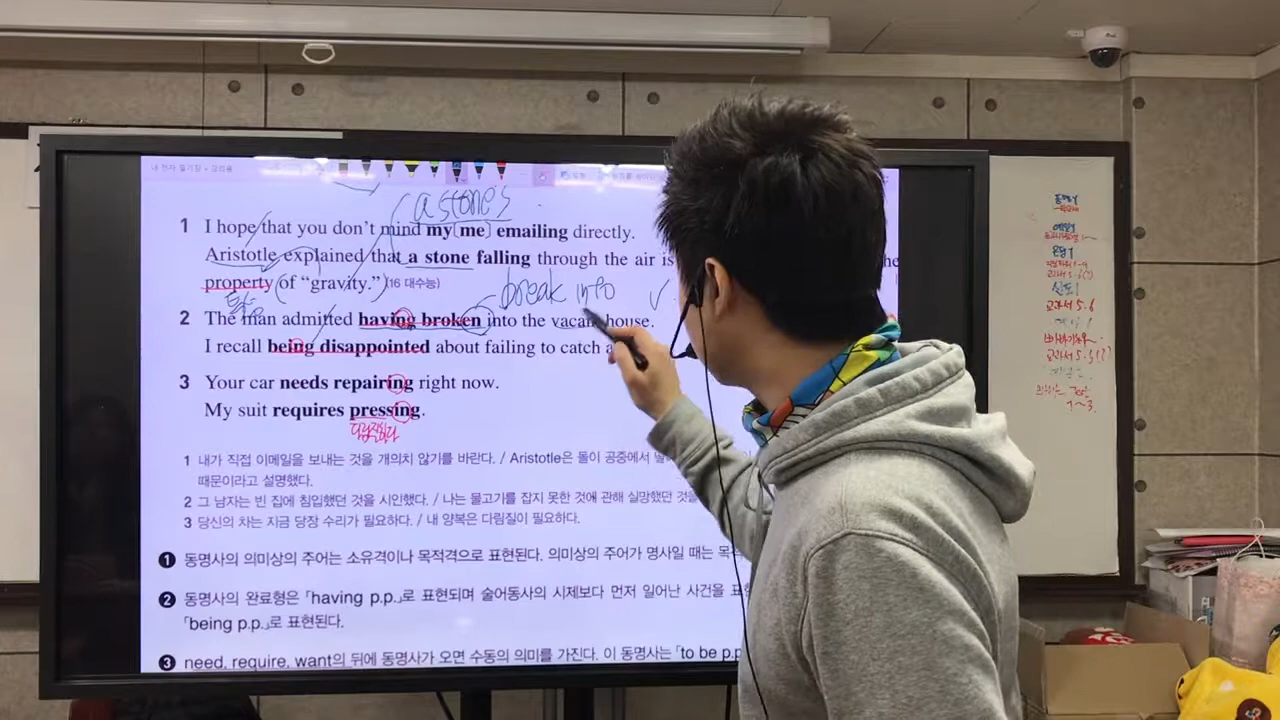 내 전자 필기장
a stone's
1 I hope that you don't mind my[me] emailing directly.
Aristotle explained that a stone falling through the air is
property of "gravity." (16 대수능)
break into
2 The man admitted having broken into the vacant house.
I recall being disappointed about failing to catch a
3 Your car needs repairing right now.
My suit requires pressing.
1 내가 직접 이메일을 보내는 것을 개의치 않기를 바란다. / Aristotle은 돌이 공중에서
때문이라고 설명했다.
2 그 남자는 빈 집에 침입했던 것을 시인했다. / 나는 물고기를 잡지 못한 것에 관해 실망했던 것을
3 당신의 차는 지금 당장 수리가 필요하다. / 내 양복은 다림질이 필요하다.
❶ 동명사의 의미상의 주어는 소유격이나 목적격으로 표현된다. 의미상의 주어가 명사일 때는
❷ 동명사의 완료형은 「having p.p.」로 표현되며 술어동사의 시제보다 먼저 일어난 사건을
「being p.p.」로 표현된다.
❸ need, require, want의 뒤에 동명사가 오면 수동의 의미를 가진다. 이 동명사는 「to be p.p
교과서 5.6